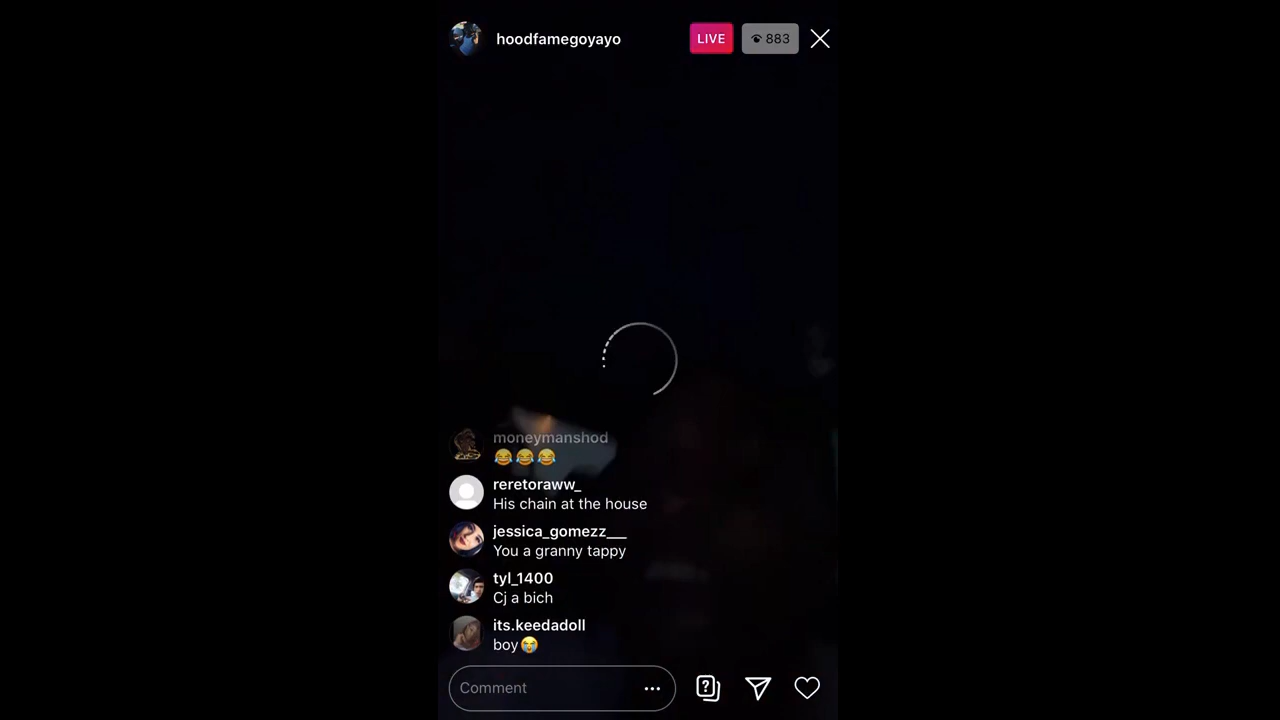 hoodfamegoyayo
LIVE
883
moneymanshod
😂😂😂
reretoraww_
His chain at the house
jessica_gomezz___
You a granny tappy
tyl_1400
Cj a bich
its.keedadoll
boy😭
Comment